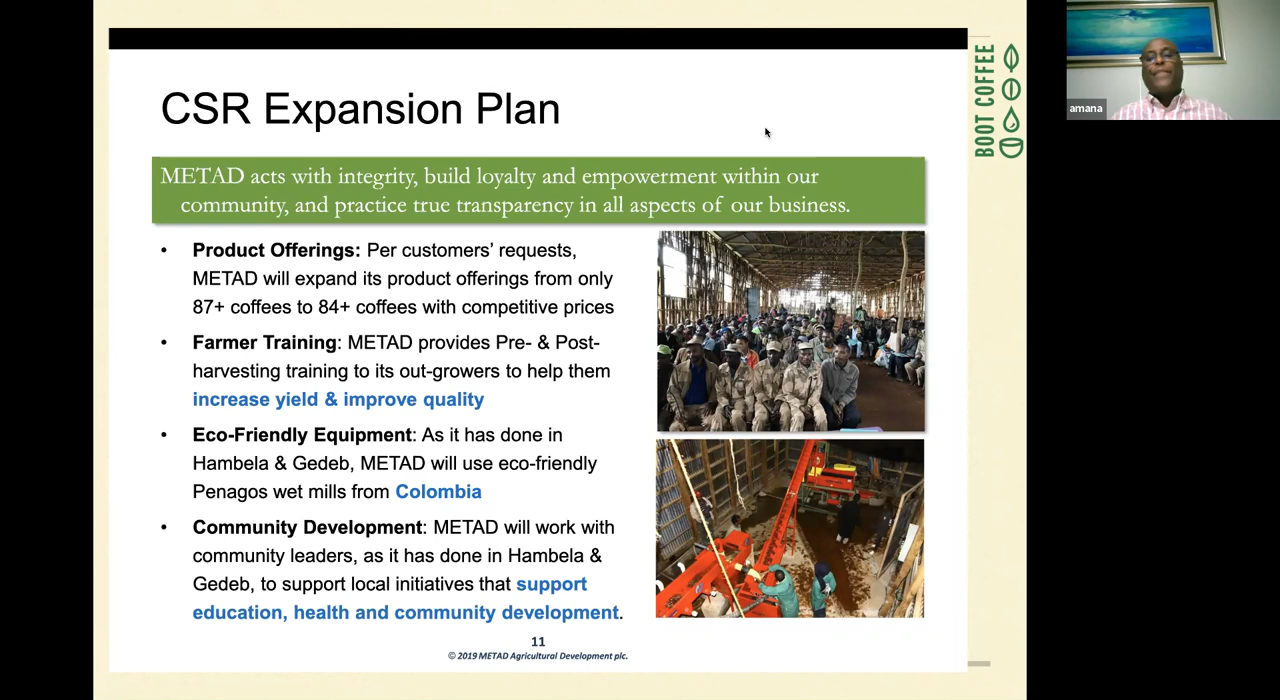 CSR Expansion Plan
METAD acts with integrity, build loyalty and empowerment within our
community, and practice true transparency in all aspects of our business.
• Product Offerings: Per customers’ requests,
METAD will expand its product offerings from only
87+ coffees to 84+ coffees with competitive prices
• Farmer Training: METAD provides Pre- & Post-
harvesting training to its out-growers to help them
increase yield & improve quality
• Eco-Friendly Equipment: As it has done in
Hambela & Gedeb, METAD will use eco-friendly
Penagos wet mills from Colombia
• Community Development: METAD will work with
community leaders, as it has done in Hambela &
Gedeb, to support local initiatives that support
education, health and community development.
11
© 2019 METAD Agricultural Development plc.
BOOT COFFEE
amana